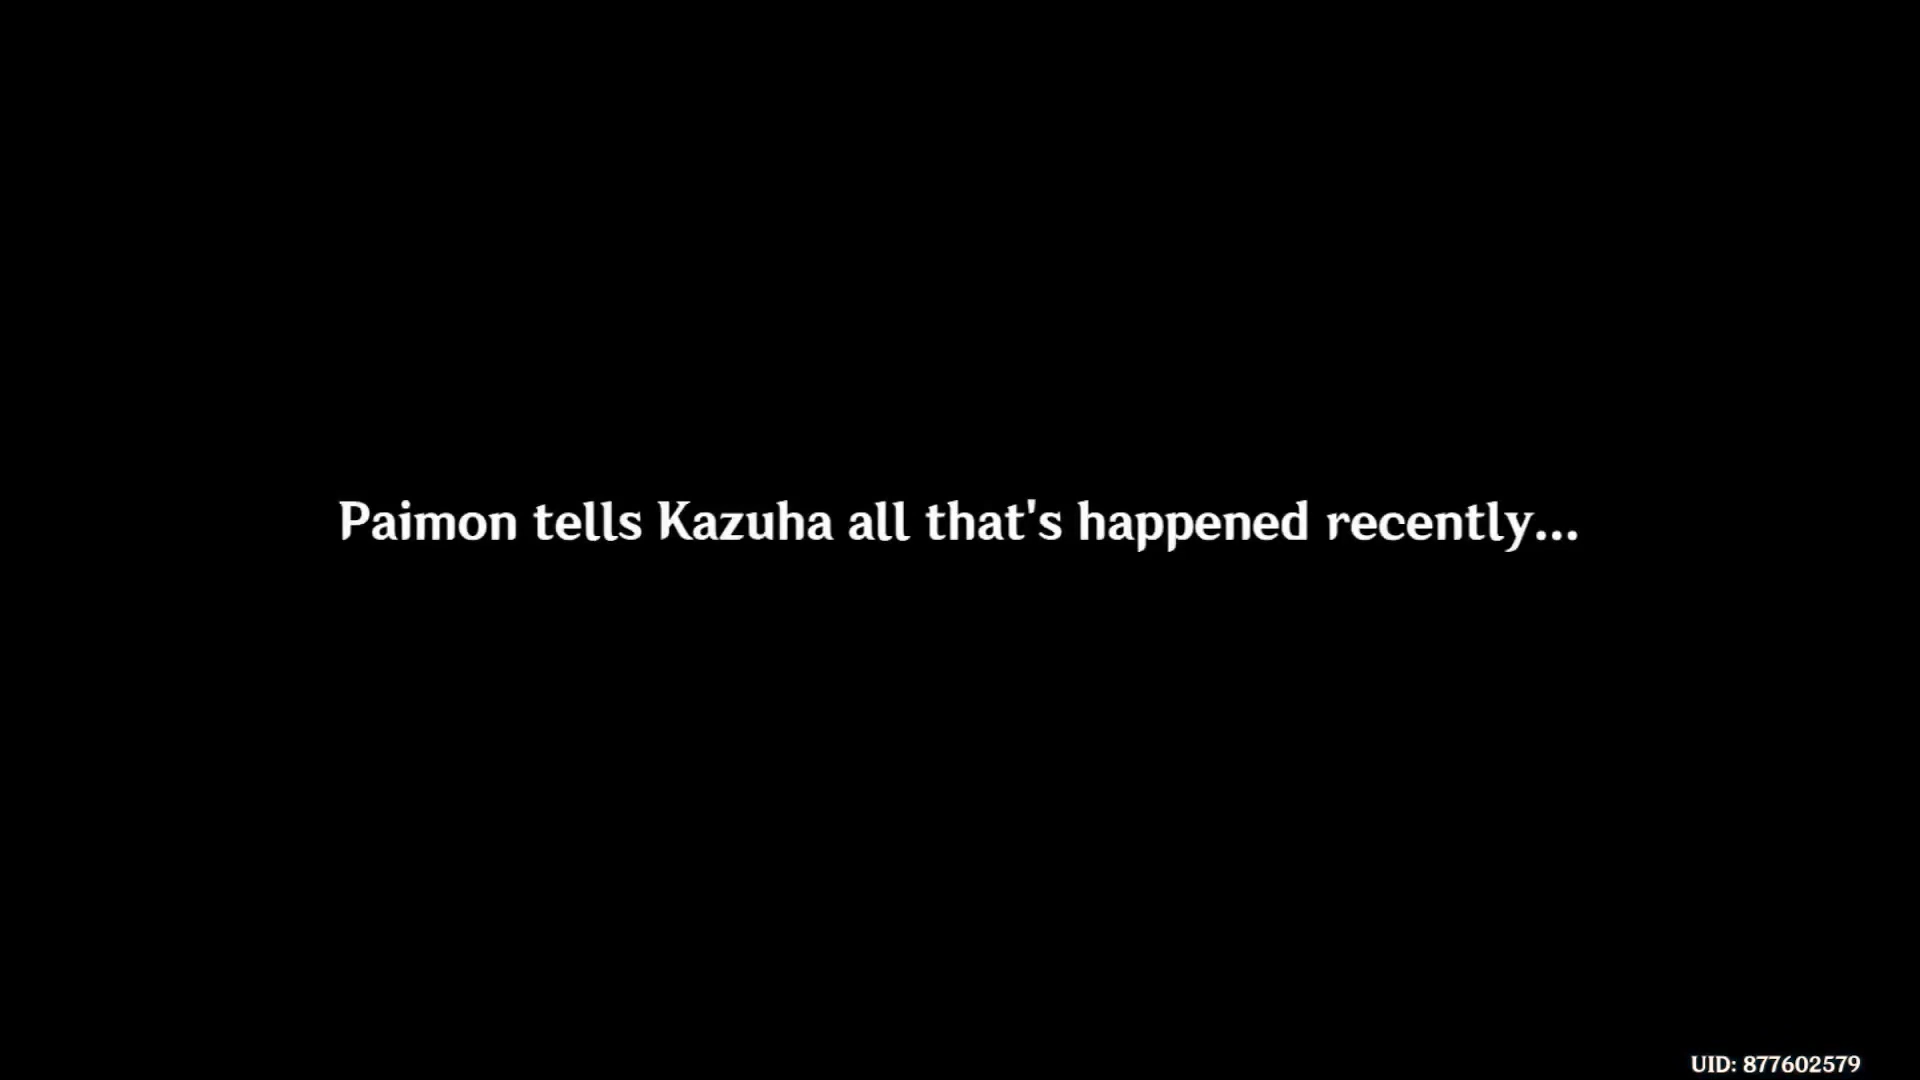 Paimon tells Kazuha all that's happened recently...
UID: 877602579